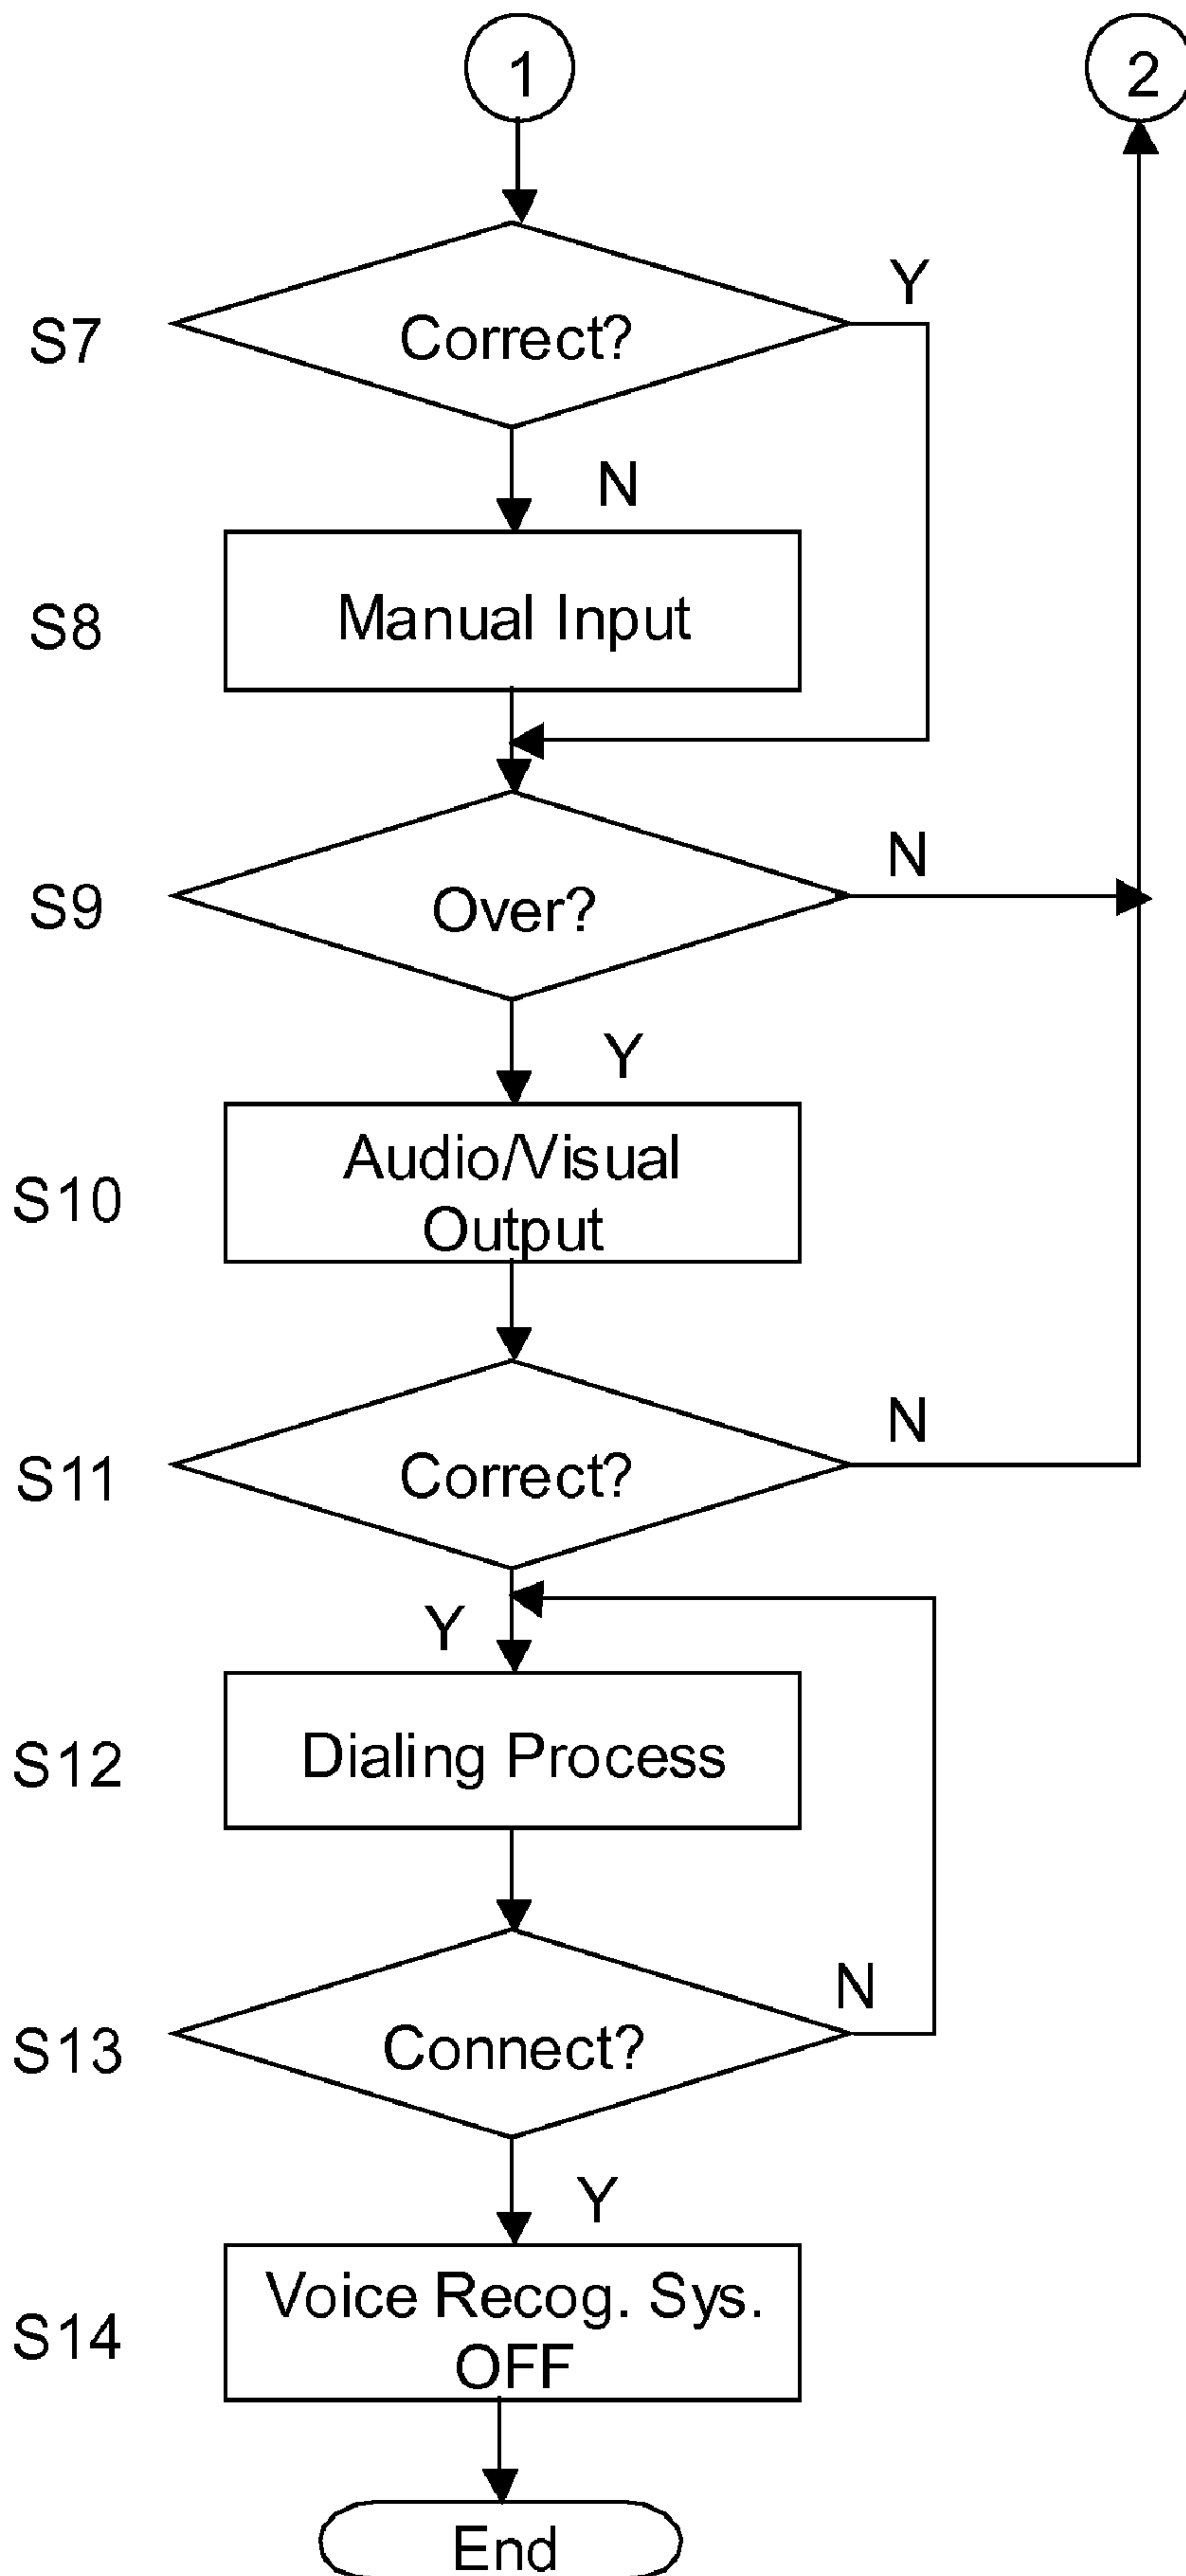 1
2
Y
S7
Correct?
N
S8
Manual Input
N
S9
Over?
Y
S10
Audio/Visual
Output
N
S11
Correct?
Y
S12
Dialing Process
N
S13
Connect?
Y
S14
Voice Recog. Sys.
OFF
End